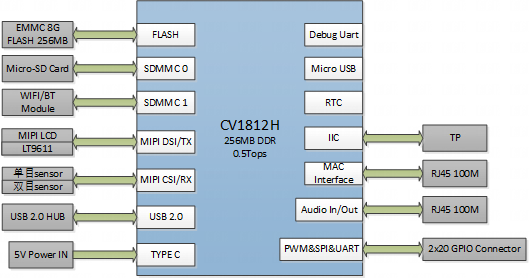 EMMC 8G
FLASH 256MB
FLASH
Debug Uart
Micro-SD Card
SDMMC 0
Micro USB
WIFI/BT
Module
SDMMC 1
RTC
CV1812H
256MB DDR
0.5Tops
MIPI LCD
LT9611
MIPI DSI/TX
IIC
TP
单目sensor
双目sensor
MIPI CSI/RX
MAC
Interface
RJ45 100M
USB 2.0 HUB
USB 2.0
Audio In/Out
RJ45 100M
5V Power IN
TYPE C
PWM&SPI&UART
2x20 GPIO Connector